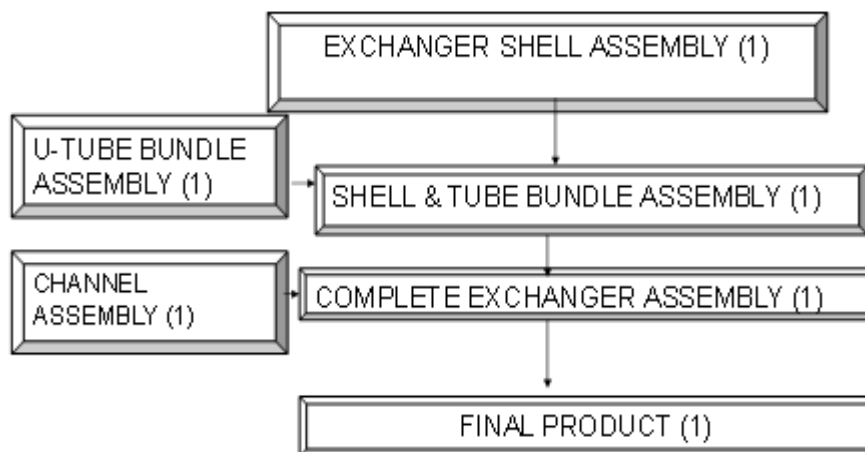 EXCHANGER SHELL ASSEMBLY (1)
U-TUBE BUNDLE
ASSEMBLY (1)
SHELL & TUBE BUNDLE ASSEMBLY (1)
CHANNEL
ASSEMBLY (1)
COMPLETE EXCHANGER ASSEMBLY (1)
FINAL PRODUCT (1)